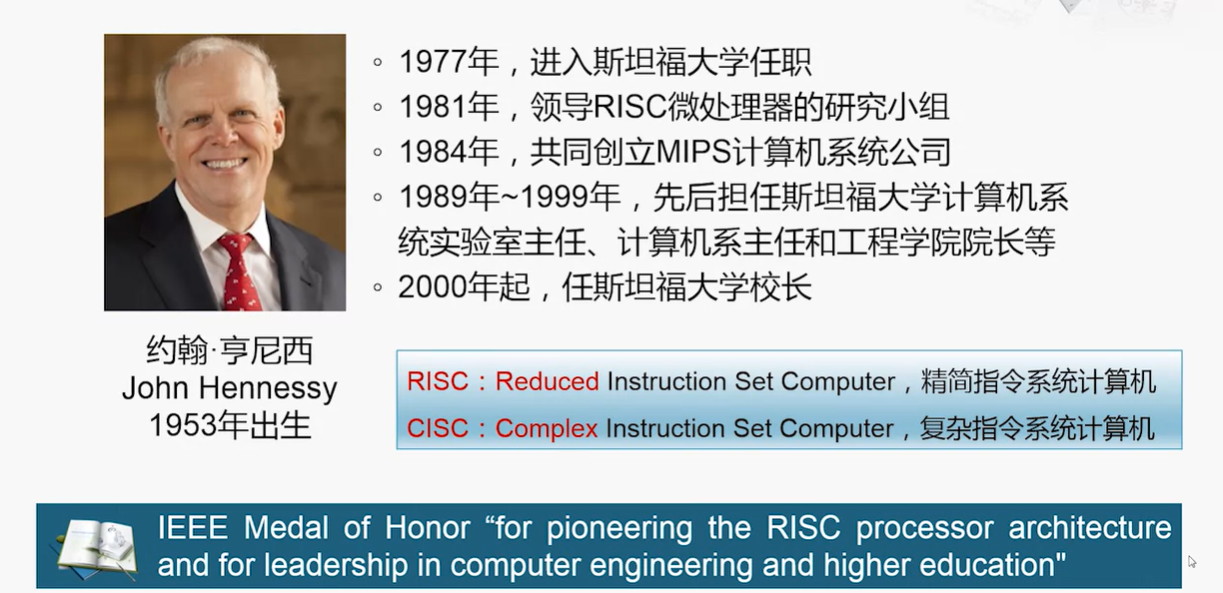 1977年，进入斯坦福大学任职
1981年，领导RISC微处理器的研究小组
1984年，共同创立MIPS计算机系统公司
1989年~1999年，先后担任斯坦福大学计算机系
统实验室主任、计算机系主任和工程学院院长等
2000年起，任斯坦福大学校长
约翰·亨尼西
John Hennessy
1953年出生
RISC：Reduced Instruction Set Computer，精简指令系统计算机
CISC：Complex Instruction Set Computer，复杂指令系统计算机
IEEE Medal of Honor “for pioneering the RISC processor architecture
and for leadership in computer engineering and higher education"